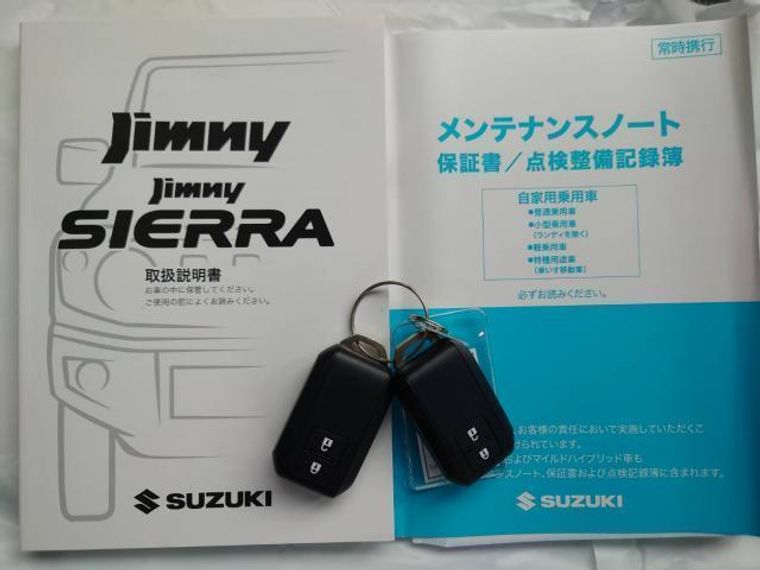 Jimny
Jimny
SIERRA
取扱説明書
お車の中に保管してください。
ご使用の前によくお読みください。
SUZUKI
常時携行
メンテナンスノート
保証書／点検整備記録簿
自家用乗用車
●普通乗用車
●小型乗用車
(ランディを除く)
●軽乗用車
●特種用途車
(車いす移動車)
必ずお読みください。
お客様の責任において実施していただくこ
けられています。
およびマイルドハイブリッド車も
ンスノート、保証書および点検記録簿に含まれます。
SUZUKI